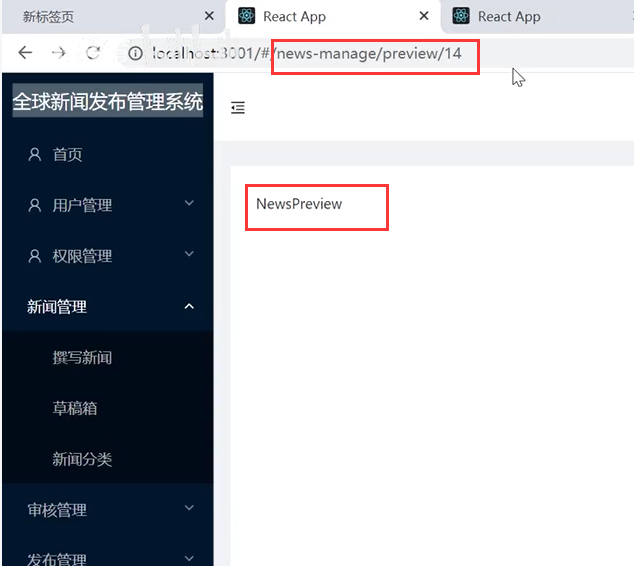 新标签页
React App
React App
localhost:3001/#/news-manage/preview/14
全球新闻发布管理系统
首页
用户管理
权限管理
新闻管理
撰写新闻
草稿箱
新闻分类
审核管理
发布管理
NewsPreview